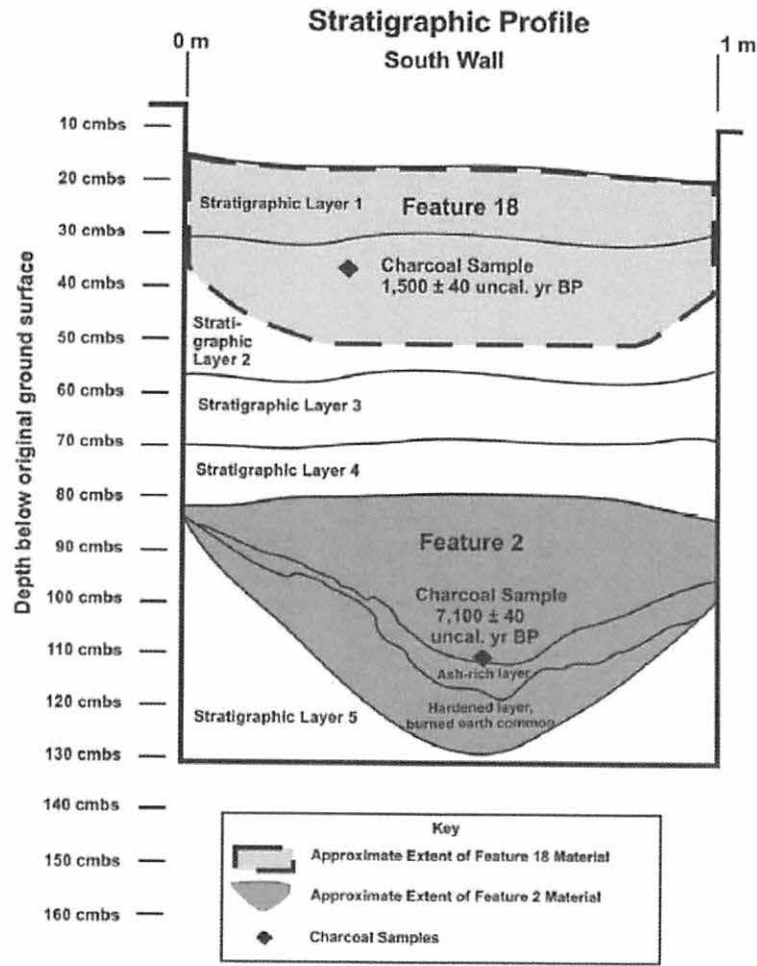 Stratigraphic Profile
0 m
South Wall
1 m
Depth below original ground surface
10 cmbs
20 cmbs
30 cmbs
40 cmbs
50 cmbs
60 cmbs
70 cmbs
80 cmbs
90 cmbs
100 cmbs
110 cmbs
120 cmbs
130 cmbs
140 cmbs
150 cmbs
160 cmbs
Stratigraphic Layer 1
Feature 18
Charcoal Sample
1,500 ± 40 uncal. yr BP
Strati-
graphic
Layer 2
Stratigraphic Layer 3
Stratigraphic Layer 4
Feature 2
Charcoal Sample
7,100 ± 40
uncal. yr BP
Ash-rich layer
Hardened layer,
burned earth common
Stratigraphic Layer 5
Key
Approximate Extent of Feature 18 Material
Approximate Extent of Feature 2 Material
Charcoal Samples